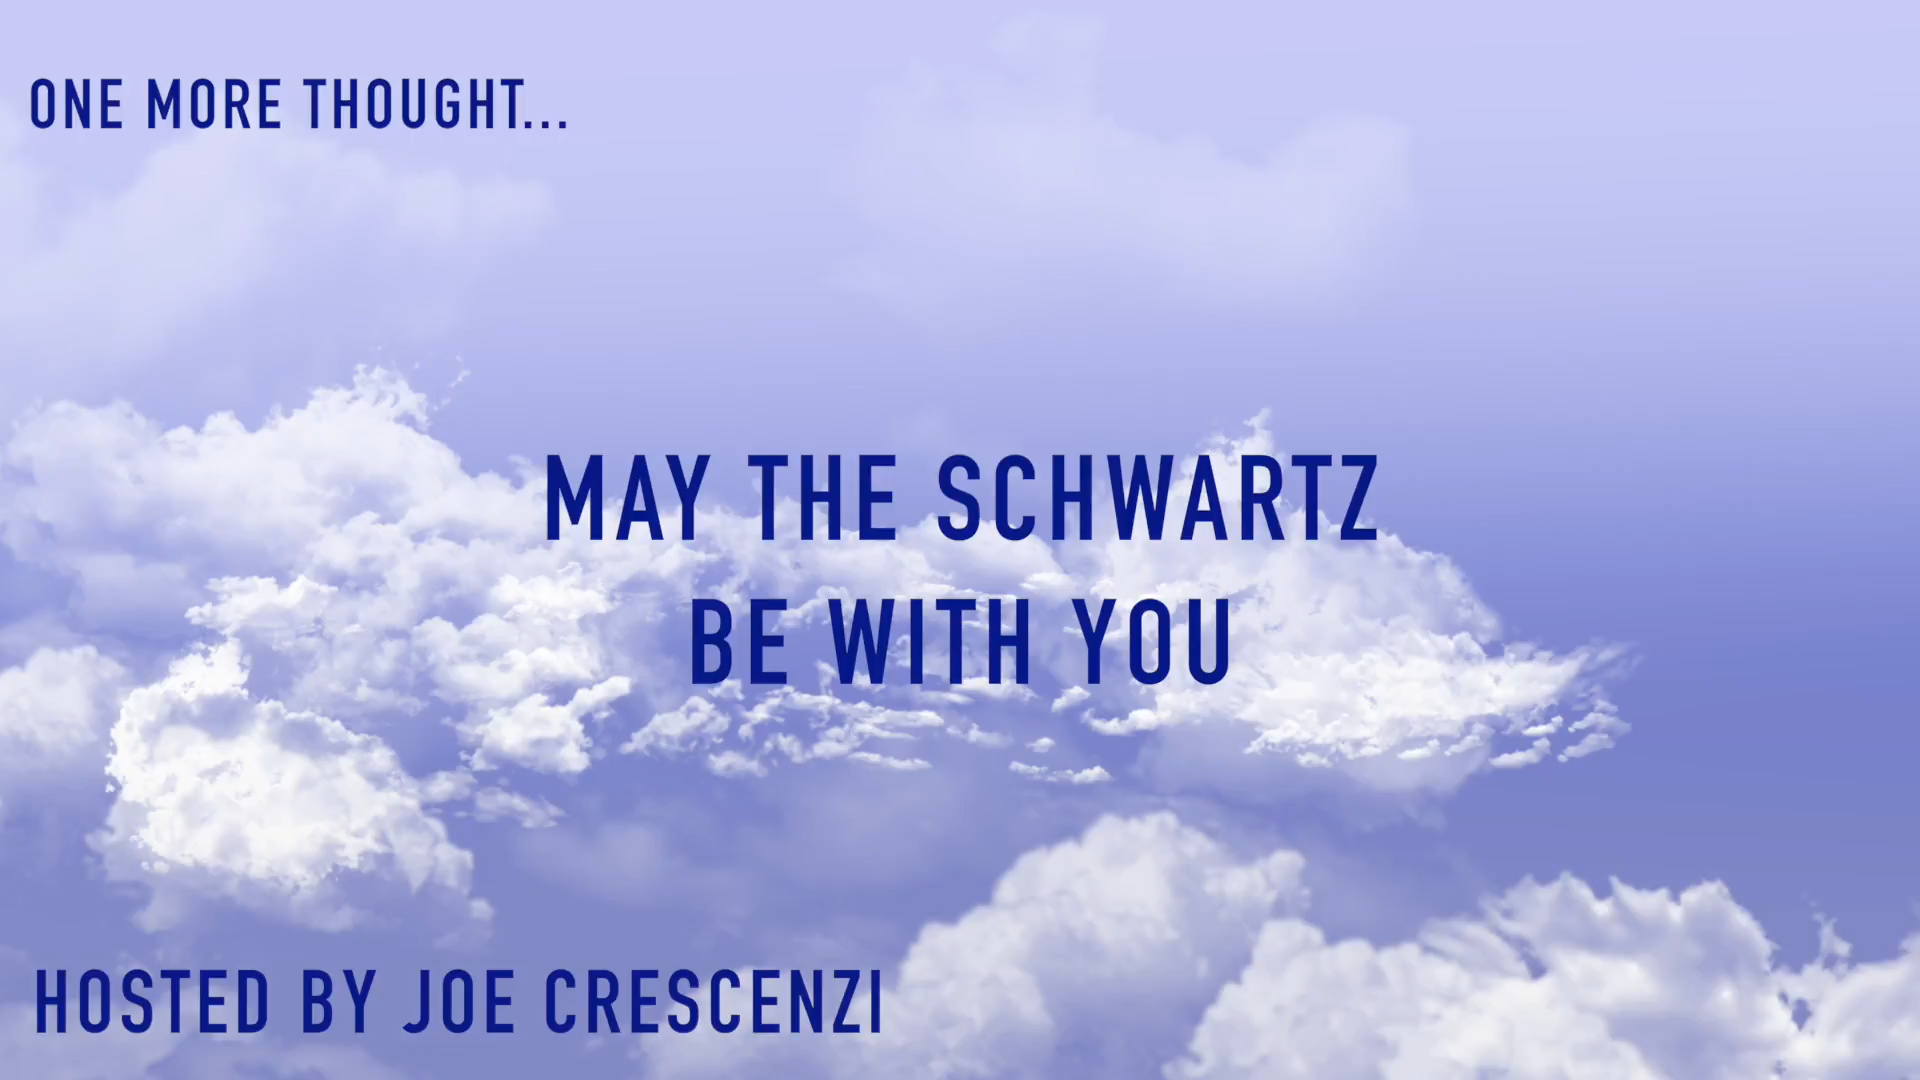 ONE MORE THOUGHT...
MAY THE SCHWARTZ
BE WITH YOU
HOSTED BY JOE CRESCENZI